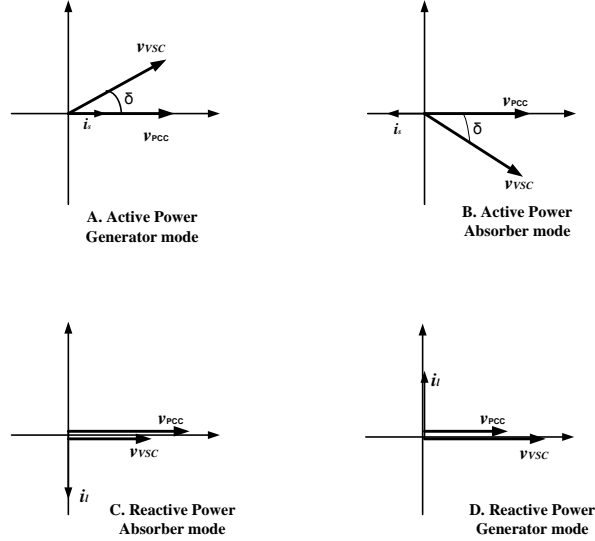 vVSC
δ
is
vPCC
A. Active Power
Generator mode
vPCC
is
δ
vVSC
B. Active Power
Absorber mode
vPCC
vVSC
il
C. Reactive Power
Absorber mode
il
vPCC
vVSC
D. Reactive Power
Generator mode